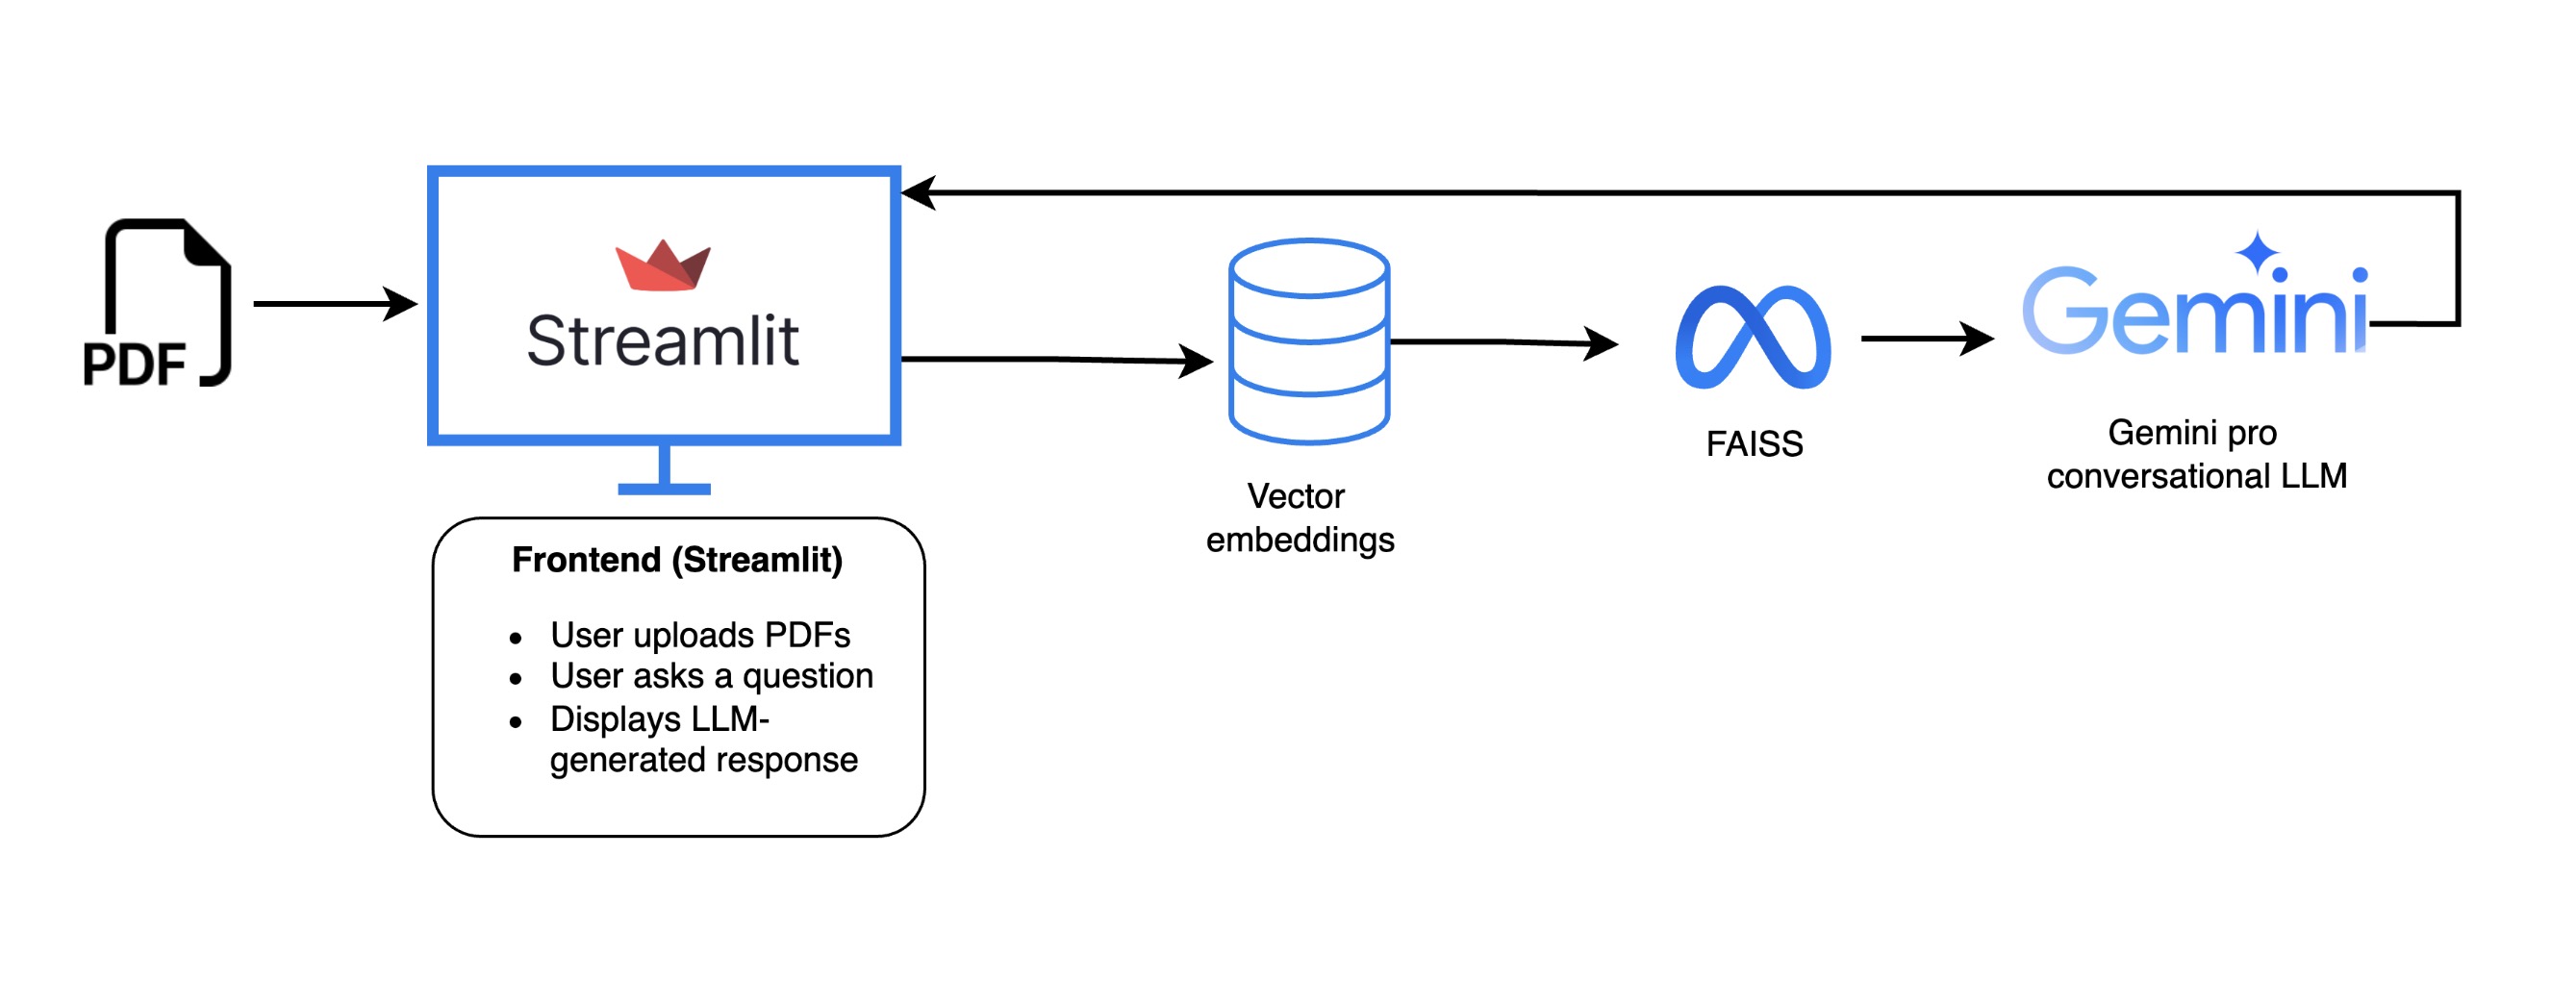 PDF
Streamlit
Frontend (Streamlit)
User uploads PDFs
User asks a question
Displays LLM-
generated response
Vector
embeddings
FAISS
Gemini
Gemini pro
conversational LLM